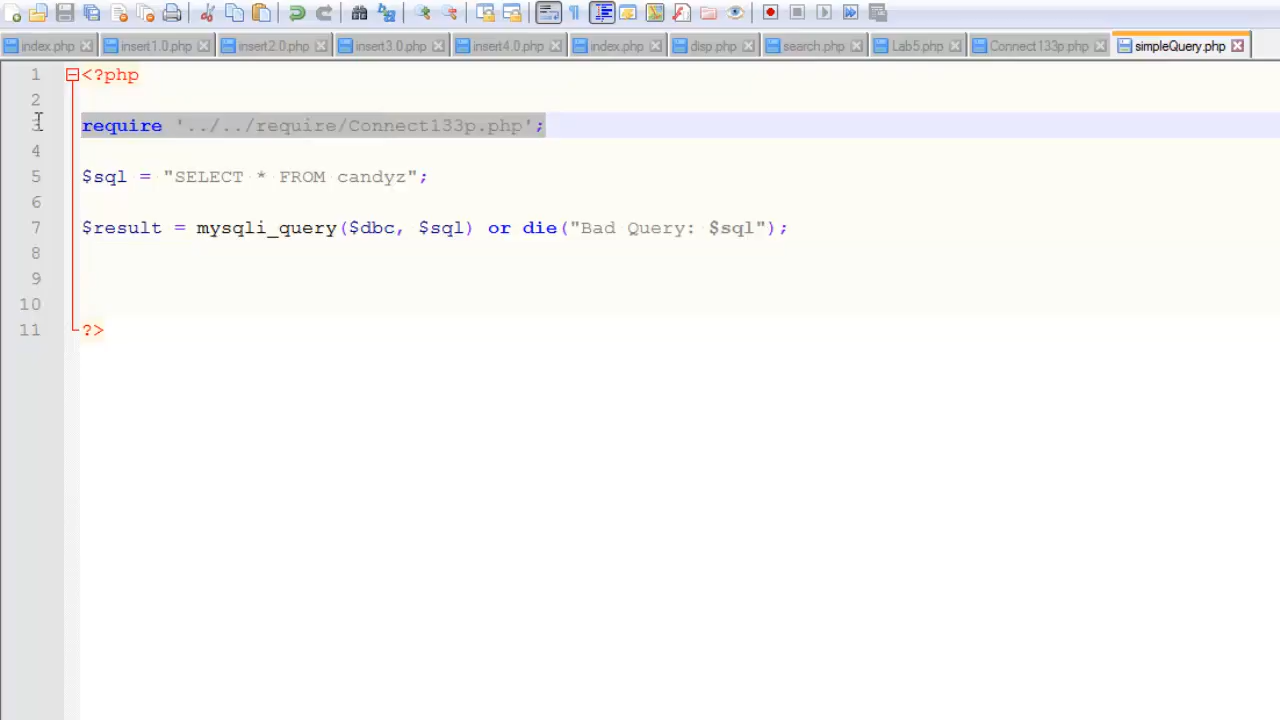 index.php insert1.0.php insert2.0.php insert3.0.php insert4.0.php index.php disp.php search.php Lab5.php Connect133p.php simpleQuery.php
1 <?php
2
3 require '../../require/Connect133p.php';
4
5 $sql = "SELECT * FROM candyz";
6
7 $result = mysqli_query($dbc, $sql) or die("Bad Query: $sql");
8
9
10
11 ?>